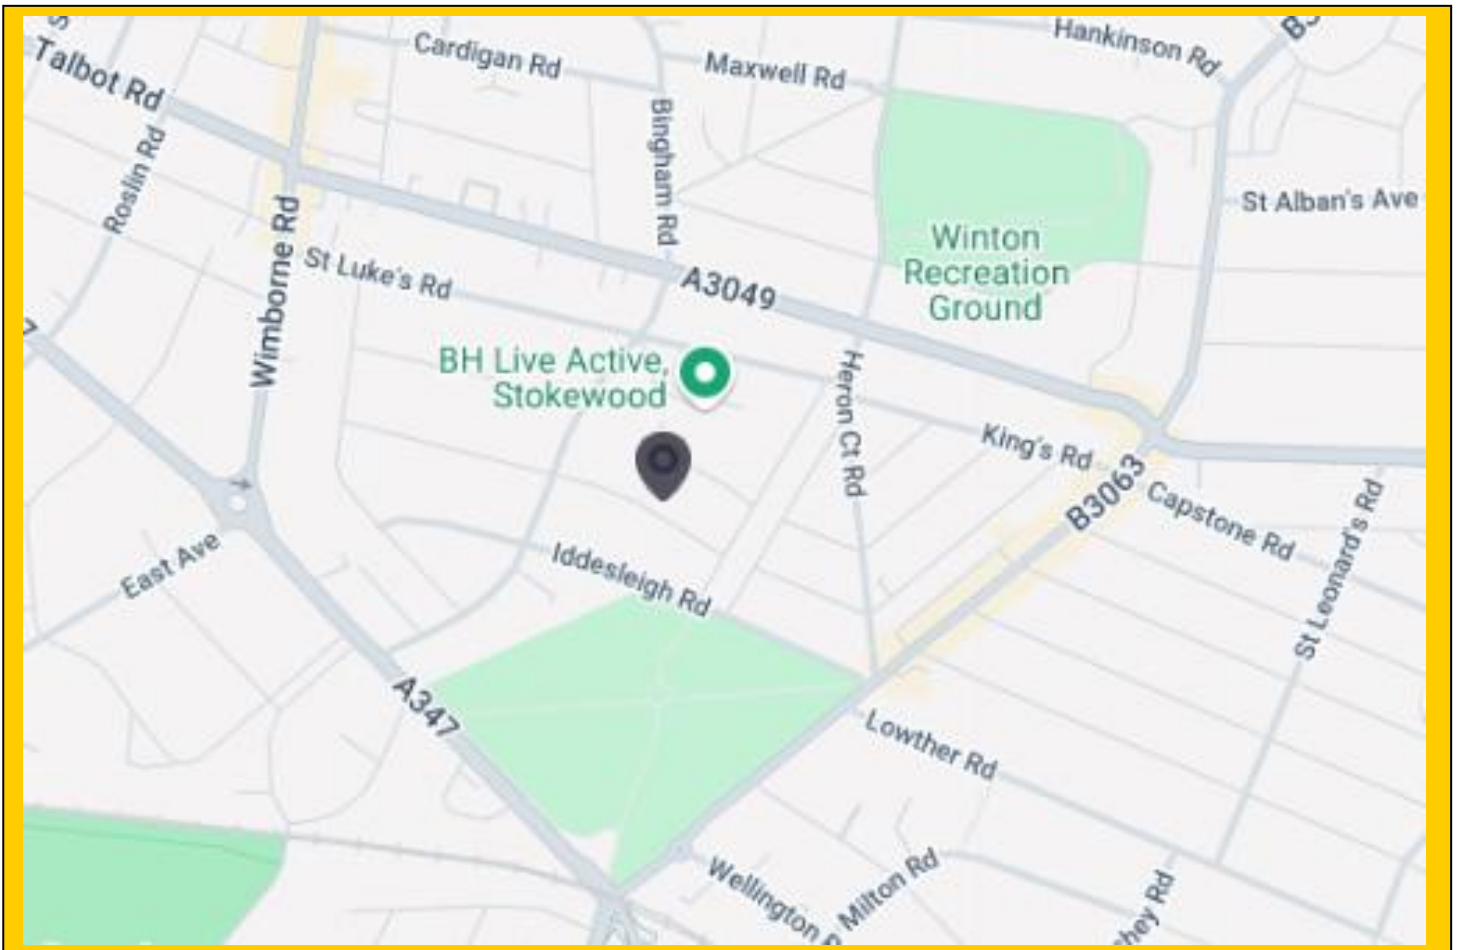 Cardigan Rd
Maxwell Rd
Hankinson Rd
Talbot Rd
Roslin Rd
Bingham Rd
St Alban's Ave
Wimborne Rd
St Luke's Rd
A3049
Winton
Recreation
Ground
BH Live Active,
Stokewood
Heron Ct Rd
King's Rd
B3063
Capstone Rd
St Leonard's Rd
East Ave
Iddesleigh Rd
A347
Lowther Rd
Wellington
Milton Rd